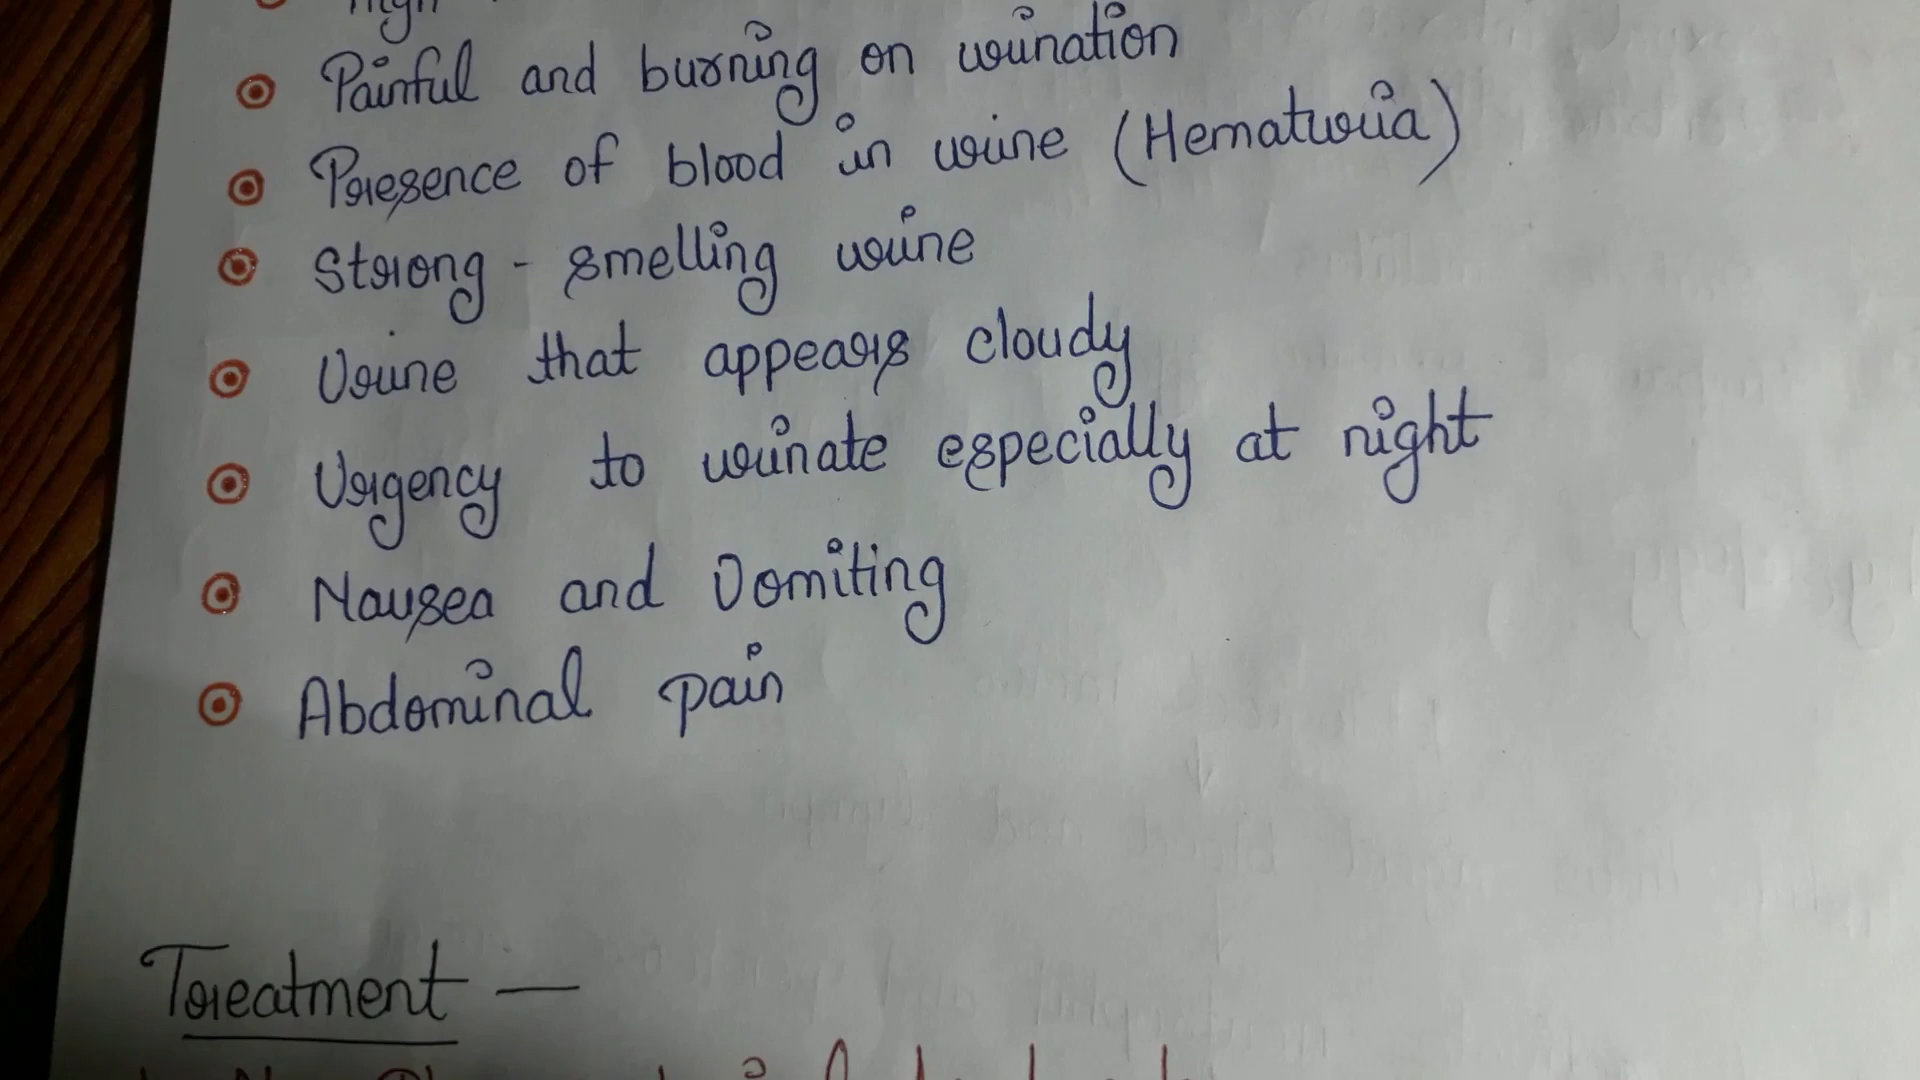 Painful and burning on urination
Presence of blood in urine (Hematuria)
Strong - smelling urine
Urine that appears cloudy
Urgency to urinate especially at night
Nausea and Vomiting
Abdominal pain
Treatment —